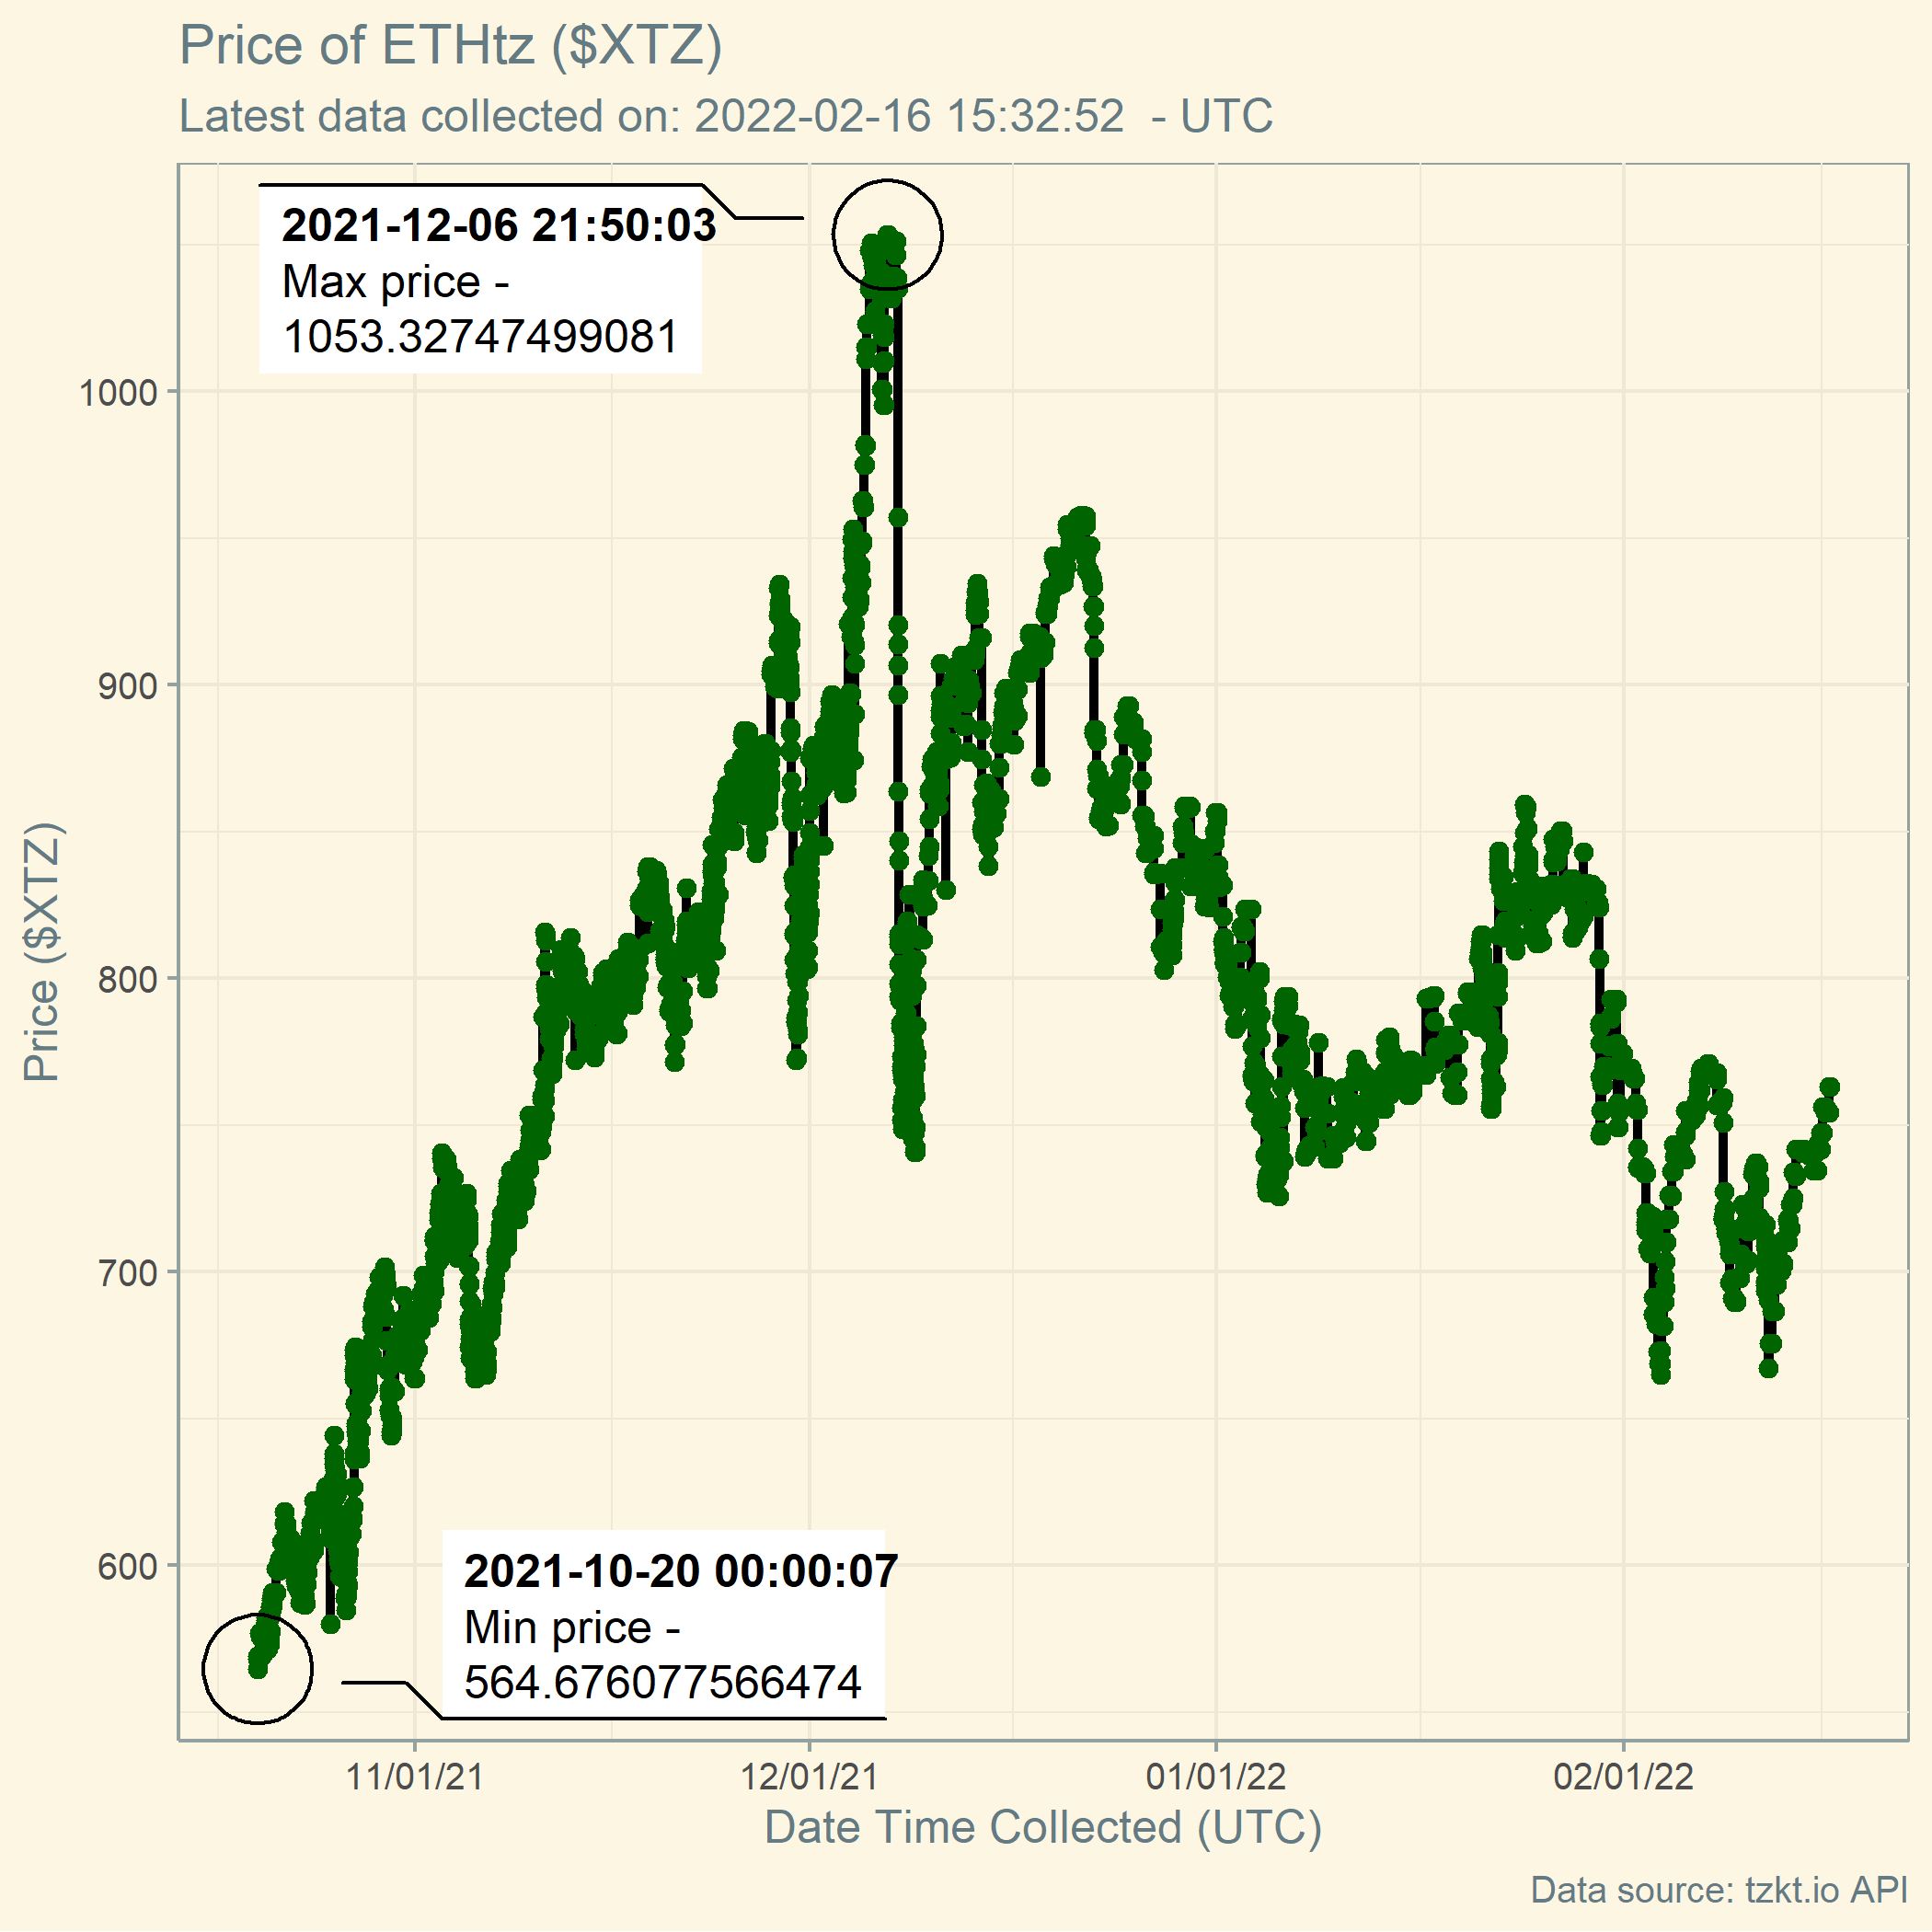 Price of ETHtz ($XTZ)
Latest data collected on: 2022-02-16 15:32:52  - UTC
2021-12-06 21:50:03
Max price -
1053.32747499081
1000
900
800
700
600
Price ($XTZ)
2021-10-20 00:00:07
Min price -
564.676077566474
11/01/21
12/01/21
01/01/22
02/01/22
Date Time Collected (UTC)
Data source: tzkt.io API